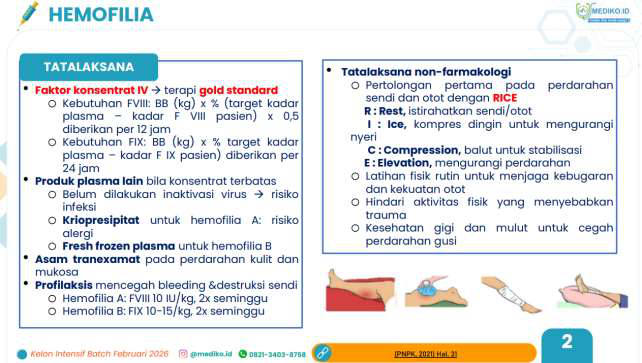 HEMOFILIA
MEDIKO.ID
TATALAKSANA
• Faktor konsentrat IV → terapi gold standard
o Kebutuhan FVIII: BB (kg) x % (target kadar
plasma – kadar F VIII pasien) x 0,5
diberikan per 12 jam
o Kebutuhan FIX: BB (kg) x % target kadar
plasma – kadar F IX pasien) diberikan per
24 jam
• Produk plasma lain bila konsentrat terbatas
o Belum dilakukan inaktivasi virus → risiko
infeksi
o Kriopresipitat untuk hemofilia A: risiko
alergi
o Fresh frozen plasma untuk hemofilia B
• Asam tranexamat pada perdarahan kulit dan
mukosa
• Profilaksis mencegah bleeding &destruksi sendi
o Hemofilia A: FVIII 10 IU/kg, 2x seminggu
o Hemofilia B: FIX 10-15/kg, 2x seminggu
• Tatalaksana non-farmakologi
o Pertolongan pertama pada perdarahan
sendi dan otot dengan RICE
R : Rest, istirahatkan sendi/otot
I : Ice, kompres dingin untuk mengurangi
nyeri
C : Compression, balut untuk stabilisasi
E : Elevation, mengurangi perdarahan
o Latihan fisik rutin untuk menjaga kebugaran
dan kekuatan otot
o Hindari aktivitas fisik yang menyebabkan
trauma
o Kesehatan gigi dan mulut untuk cegah
perdarahan gusi
Kelon Intensif Batch Februari 2026
@mediko.id
0821-3403-8758
(PNPK, 2021) Hal. 31
2